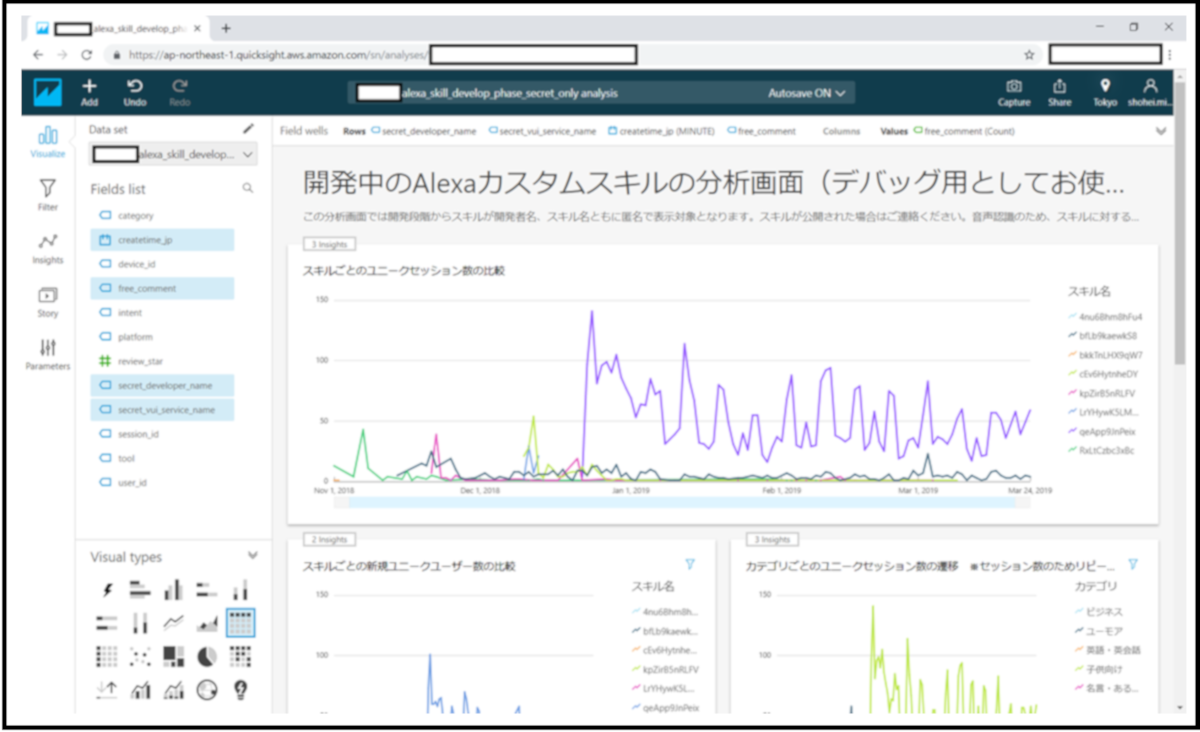 alexa_skill_develop_pha
https://ap-northeast-1.quicksight.aws.amazon.com/sn/analyses/
Add Undo Redo
alexa_skill_develop_phase_secret_only analysis
Autosave ON
Capture Share Tokyo shohei.mi...
Visualize
Filter
Insights
Story
Parameters
Data set
alexa_skill_develop...
Fields list
category
createtime_jp
device_id
free_comment
intent
platform
review_star
secret_developer_name
secret_vui_service_name
session_id
tool
user_id
Visual types
Field wells Rows secret_developer_name secret_vui_service_name createtime_jp (MINUTE) free_comment Columns Values free_comment (Count)
開発中のAlexaカスタムスキルの分析画面（デバッグ用としてお使...
この分析画面では開発段階からスキルが開発者名、スキル名ともに匿名で表示対象となります。スキルが公開された場合はご連絡ください。音声認識のため、スキルに対する...
3 Insights
スキルごとのユニークセッション数の比較
150
100
50
0
Nov 1, 2018 Dec 1, 2018 Jan 1, 2019 Feb 1, 2019 Mar 1, 2019 Mar 24, 2019
スキル名
4nu68hm8hFu4
bfLb9kaewkS8
bkkTnLHX9qW7
cEv6HytnheDY
kpZirB5nRLFV
LrYHywK5LM...
qeApp9JnPeix
RxLtCzbc3xBc
2 Insights
スキルごとの新規ユニークユーザー数の比較
150
100
スキル名
4nu68hm8h...
bfLb9kaewk...
cEv6Hytnhe...
kpZirB5nRLFV
LrYHywK5L...
qeApp9JnPeix
3 Insights
カテゴリごとのユニークセッション数の遷移 ※セッション数のためリピー...
150
100
カテゴリ
ビジネス
ユーモア
英語・英会話
子供向け
名言・ある...